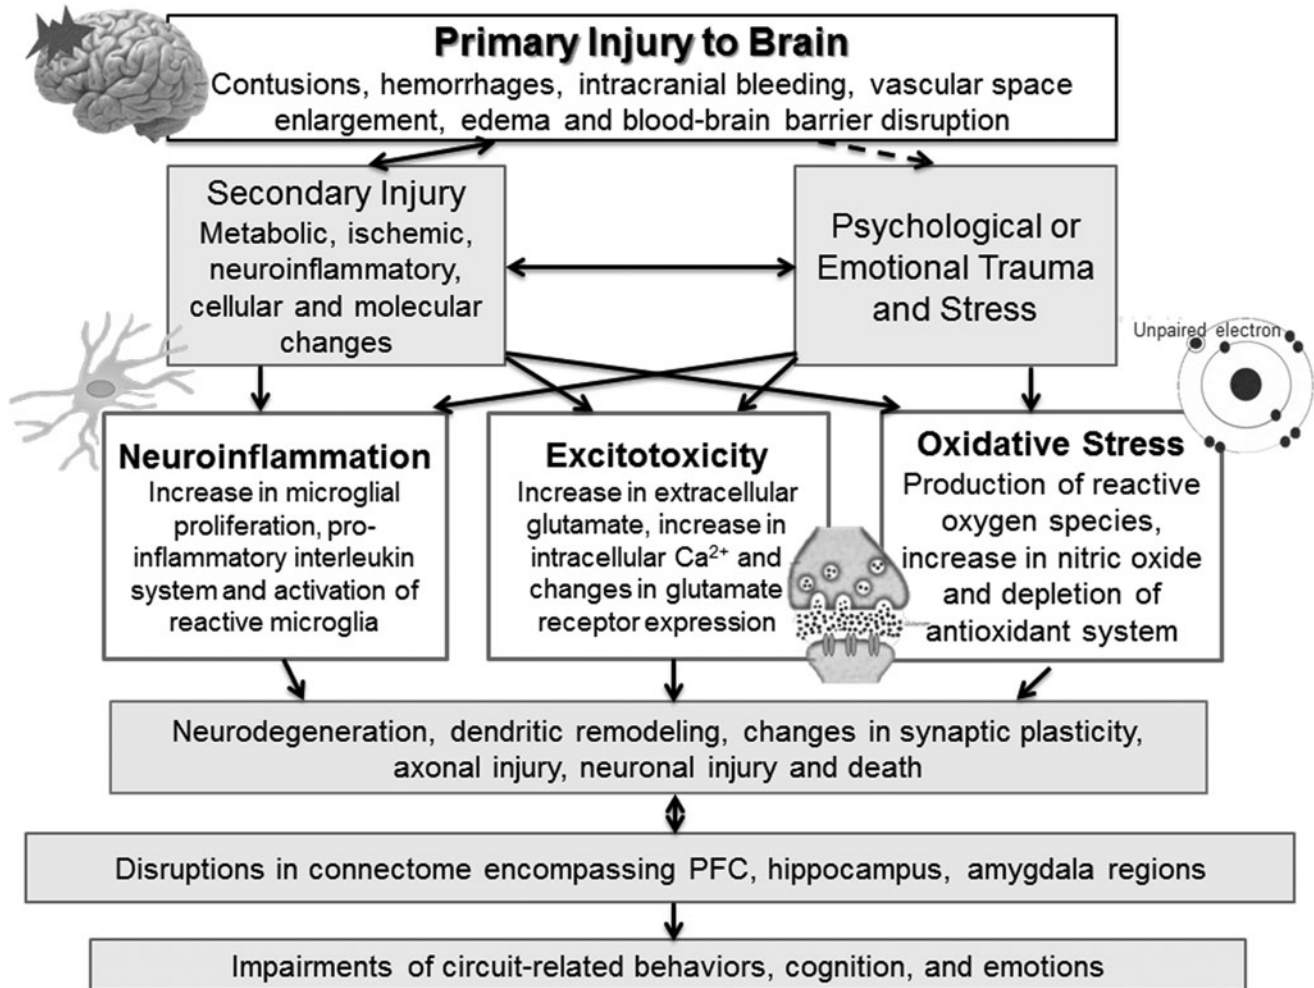 Primary Injury to Brain
Contusions, hemorrhages, intracranial bleeding, vascular space
enlargement, edema and blood-brain barrier disruption
Secondary Injury
Metabolic, ischemic,
neuroinflammatory,
cellular and molecular
changes
Psychological or
Emotional Trauma
and Stress
Unpaired electron
Neuroinflammation
Increase in microglial
proliferation, pro-
inflammatory interleukin
system and activation of
reactive microglia
Excitotoxicity
Increase in extracellular
glutamate, increase in
intracellular Ca²⁺ and
changes in glutamate
receptor expression
Glutamate
Oxidative Stress
Production of reactive
oxygen species,
increase in nitric oxide
and depletion of
antioxidant system
Neurodegeneration, dendritic remodeling, changes in synaptic plasticity,
axonal injury, neuronal injury and death
Disruptions in connectome encompassing PFC, hippocampus, amygdala regions
Impairments of circuit-related behaviors, cognition, and emotions